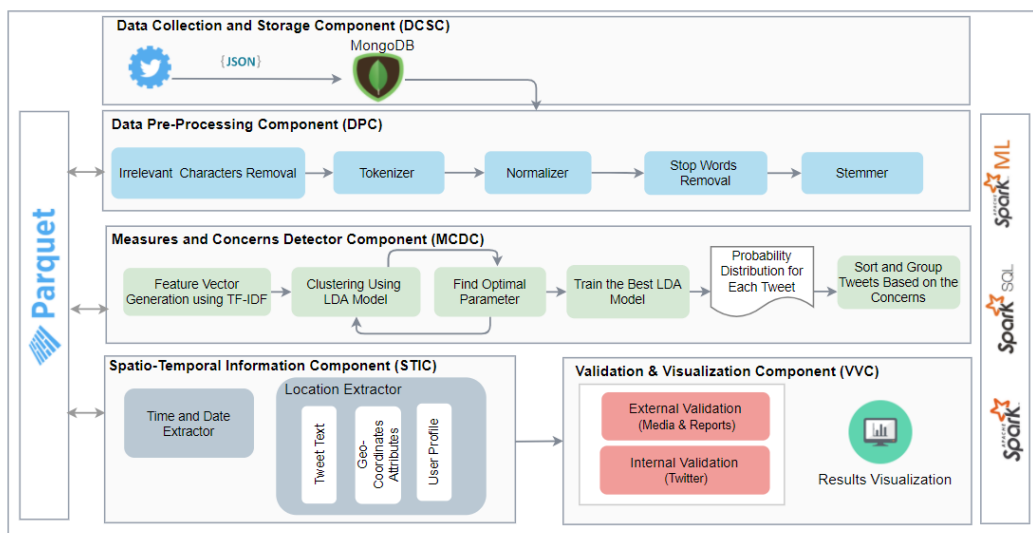 Data Collection and Storage Component (DCSC)
MongoDB
{JSON}
Data Pre-Processing Component (DPC)
Irrelevant Characters Removal
Tokenizer
Normalizer
Stop Words
Removal
Stemmer
Measures and Concerns Detector Component (MCDC)
Feature Vector
Generation using TF-IDF
Clustering Using
LDA Model
Find Optimal
Parameter
Train the Best LDA
Model
Probability
Distribution for
Each Tweet
Sort and Group
Tweets Based on the
Concerns
Spatio-Temporal Information Component (STIC)
Time and Date
Extractor
Location Extractor
Tweet Text
Geo-
Coordinates
Attributes
User Profile
Validation & Visualization Component (VVC)
External Validation
(Media & Reports)
Internal Validation
(Twitter)
Results Visualization
Parquet
APACHE
Spark ML
Spark SQL
APACHE
Spark